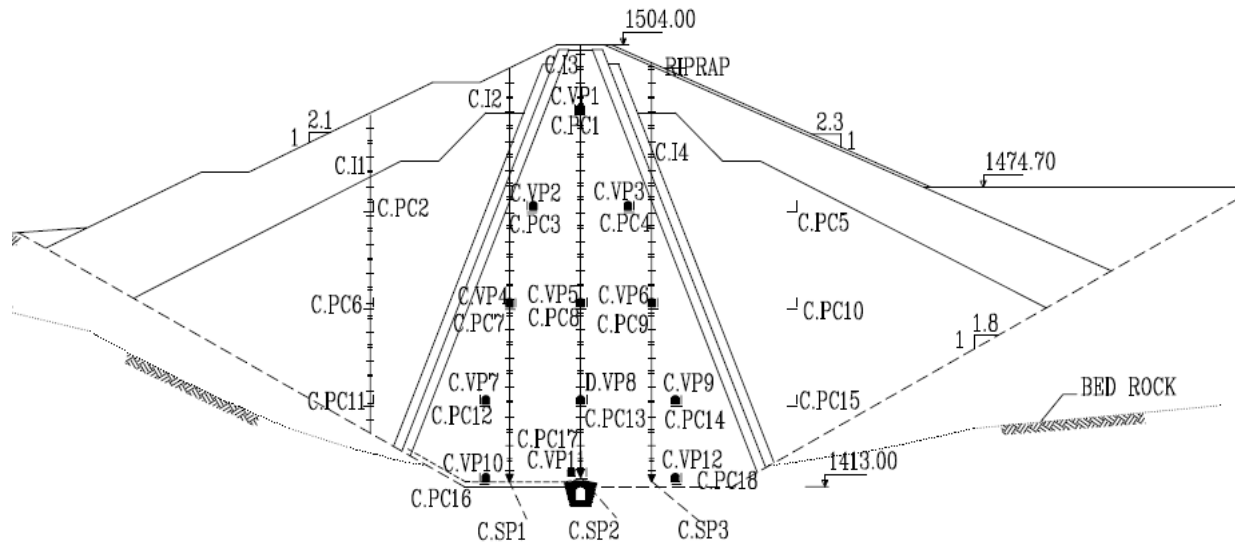 1504.00
C.I3
RIPRAP
C.I2
C.VP1
C.PC1
2.1
1
2.3
1
C.I1
C.I4
1474.70
C.VP2
C.VP3
C.PC2
C.PC3
C.PC4
C.PC5
C.PC6
C.VP4
C.VP5
C.VP6
C.PC10
C.PC7
C.PC8
C.PC9
1.8
1
C.VP7
D.VP8
C.VP9
BED ROCK
C.PC11
C.PC12
C.PC13
C.PC14
C.PC15
C.PC17
C.VP10
C.VP1
C.VP12
1413.00
C.PC16
C.PC18
C.SP1
C.SP2
C.SP3